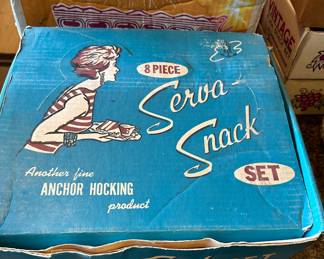 8 PIECE
Serva-
Snack
SET
Another fine
ANCHOR HOCKING
product
VINTAGE